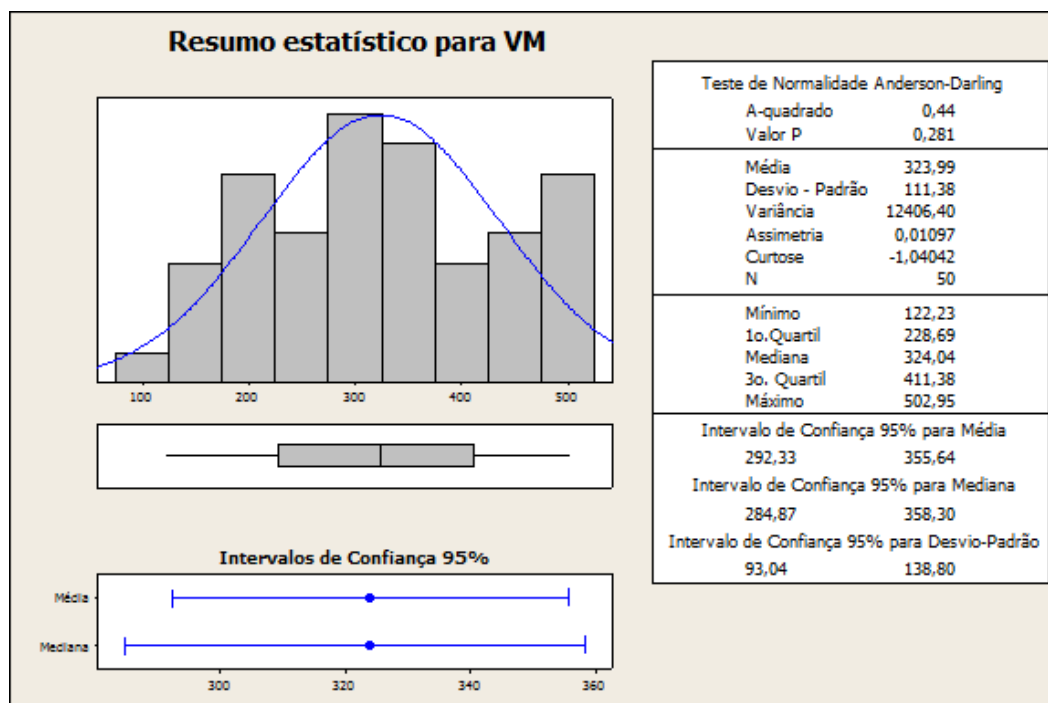 Resumo estatístico para VM
100 200 300 400 500
Intervalos de Confiança 95%
Média
Mediana
300 320 340 360
Teste de Normalidade Anderson-Darling
A-quadrado 0,44
Valor P 0,281
Média 323,99
Desvio - Padrão 111,38
Variância 12406,40
Assimetria 0,01097
Curtose -1,04042
N 50
Mínimo 122,23
1o.Quartil 228,69
Mediana 324,04
3o. Quartil 411,38
Máximo 502,95
Intervalo de Confiança 95% para Média
292,33 355,64
Intervalo de Confiança 95% para Mediana
284,87 358,30
Intervalo de Confiança 95% para Desvio-Padrão
93,04 138,80